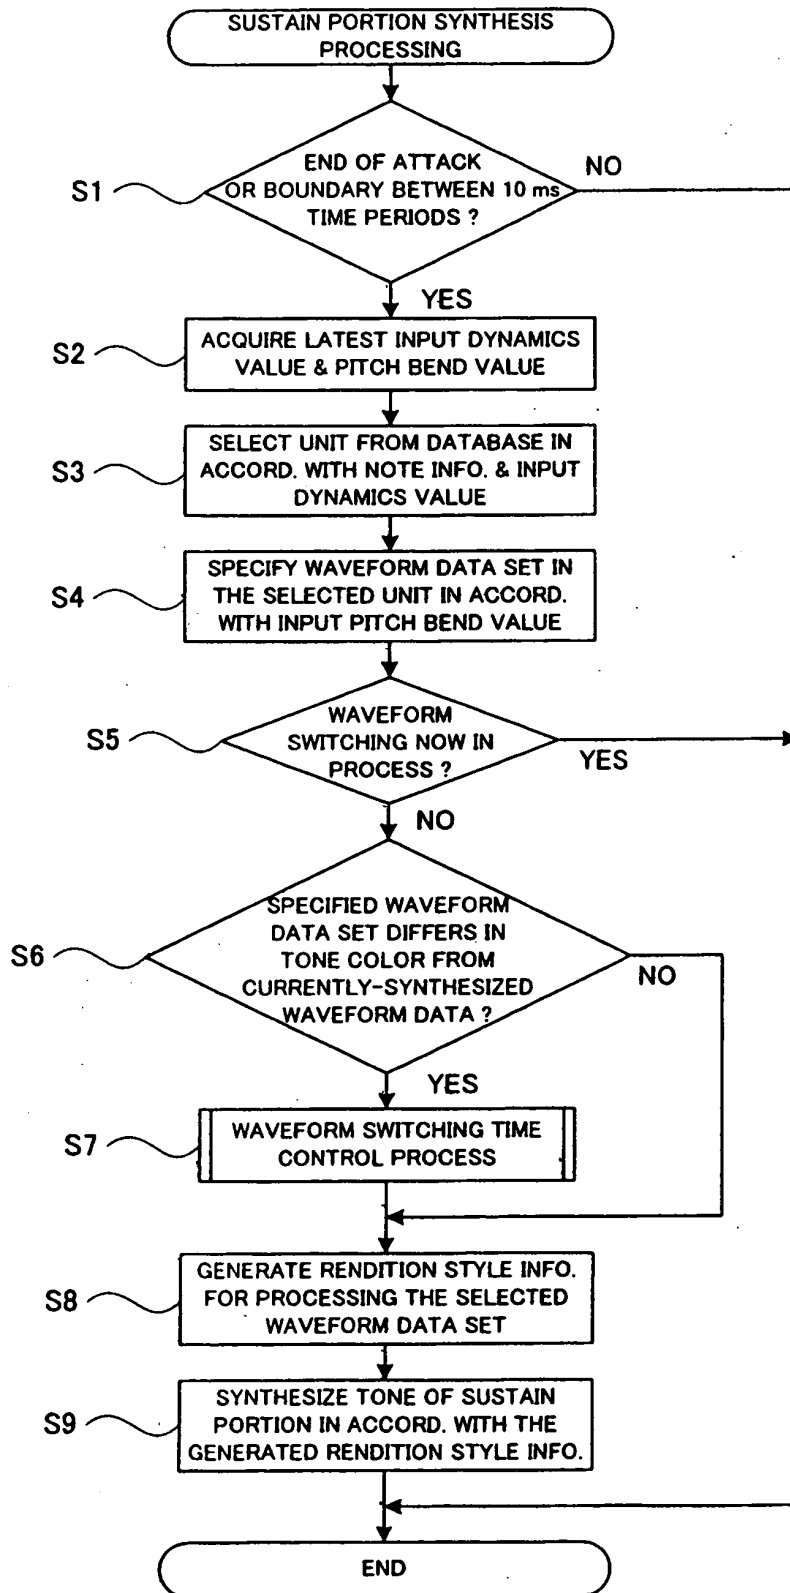 SUSTAIN PORTION SYNTHESIS
PROCESSING
S1
END OF ATTACK
OR BOUNDARY BETWEEN 10 ms
TIME PERIODS ?
NO
YES
S2
ACQUIRE LATEST INPUT DYNAMICS
VALUE & PITCH BEND VALUE
S3
SELECT UNIT FROM DATABASE IN
ACCORD. WITH NOTE INFO. & INPUT
DYNAMICS VALUE
S4
SPECIFY WAVEFORM DATA SET IN
THE SELECTED UNIT IN ACCORD.
WITH INPUT PITCH BEND VALUE
S5
WAVEFORM
SWITCHING NOW IN
PROCESS ?
YES
NO
S6
SPECIFIED WAVEFORM
DATA SET DIFFERS IN
TONE COLOR FROM
CURRENTLY-SYNTHESIZED
WAVEFORM DATA ?
NO
YES
S7
WAVEFORM SWITCHING TIME
CONTROL PROCESS
S8
GENERATE RENDITION STYLE INFO.
FOR PROCESSING THE SELECTED
WAVEFORM DATA SET
S9
SYNTHESIZE TONE OF SUSTAIN
PORTION IN ACCORD. WITH THE
GENERATED RENDITION STYLE INFO.
END